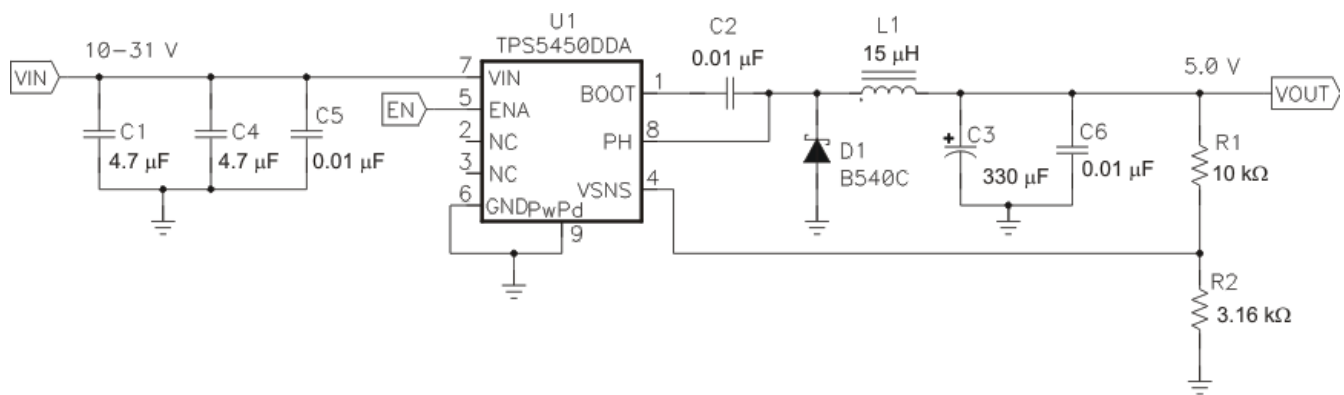 U1
TPS5450DDA
10-31 V
VIN
C1
4.7 µF
C4
4.7 µF
C5
0.01 µF
EN
7
VIN
5
ENA
2
NC
3
NC
6
GND
PwPd
9
BOOT
1
PH
8
VSNS
4
C2
0.01 µF
L1
15 µH
D1
B540C
+
C3
330 µF
C6
0.01 µF
5.0 V
VOUT
R1
10 kΩ
R2
3.16 kΩ